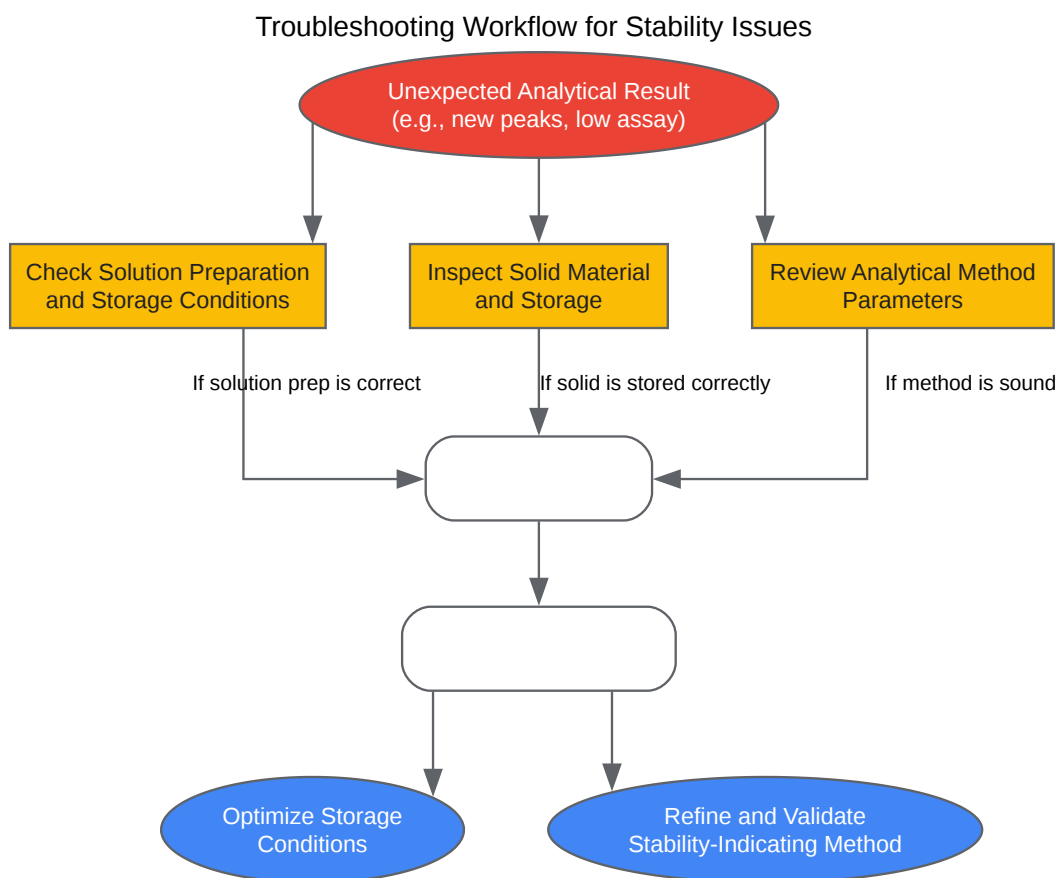 Troubleshooting Workflow for Stability Issues
Unexpected Analytical Result
(e.g., new peaks, low assay)
Check Solution Preparation
and Storage Conditions
Inspect Solid Material
and Storage
Review Analytical Method
Parameters
If solution prep is correct
If solid is stored correctly
If method is sound
Optimize Storage
Conditions
Refine and Validate
Stability-Indicating Method